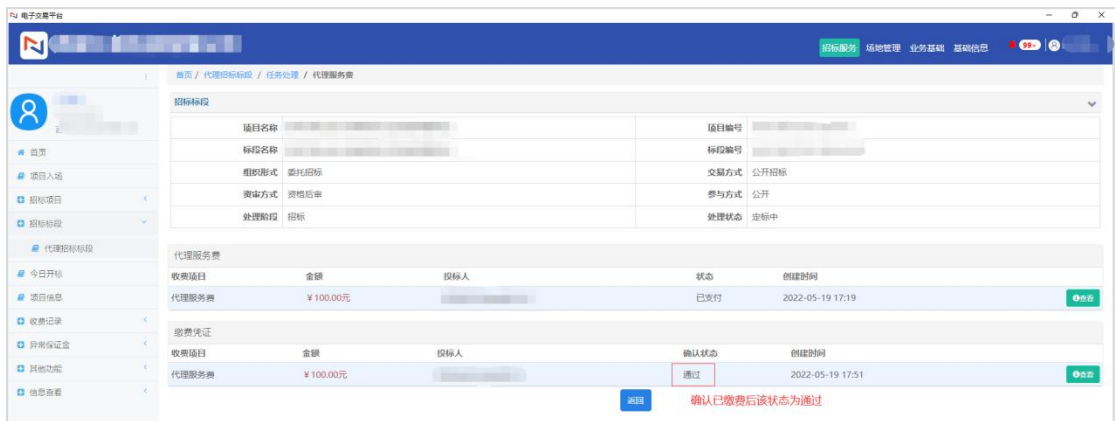 电子交易平台
招标服务 场地管理 业务基础 基础信息 99+
首页 / 代理招标标段 / 任务处理 / 代理服务费
招标标段
项目名称 项目编号
标段名称 标段编号
组织形式 委托招标 交易方式 公开招标
资审方式 资格后审 参与方式 公开
处理阶段 招标 处理状态 定标中
首页
项目入场
招标项目
招标标段
代理招标标段
今日开标
项目信息
收费记录
异常保证金
其他功能
信息查看
代理服务费
收费项目 金额 投标人 状态 创建时间
代理服务费 ¥100.00元 已支付 2022-05-19 17:19 查看
缴费凭证
收费项目 金额 投标人 确认状态 创建时间
代理服务费 ¥100.00元 通过 2022-05-19 17:51 查看
返回 确认已缴费后该状态为通过